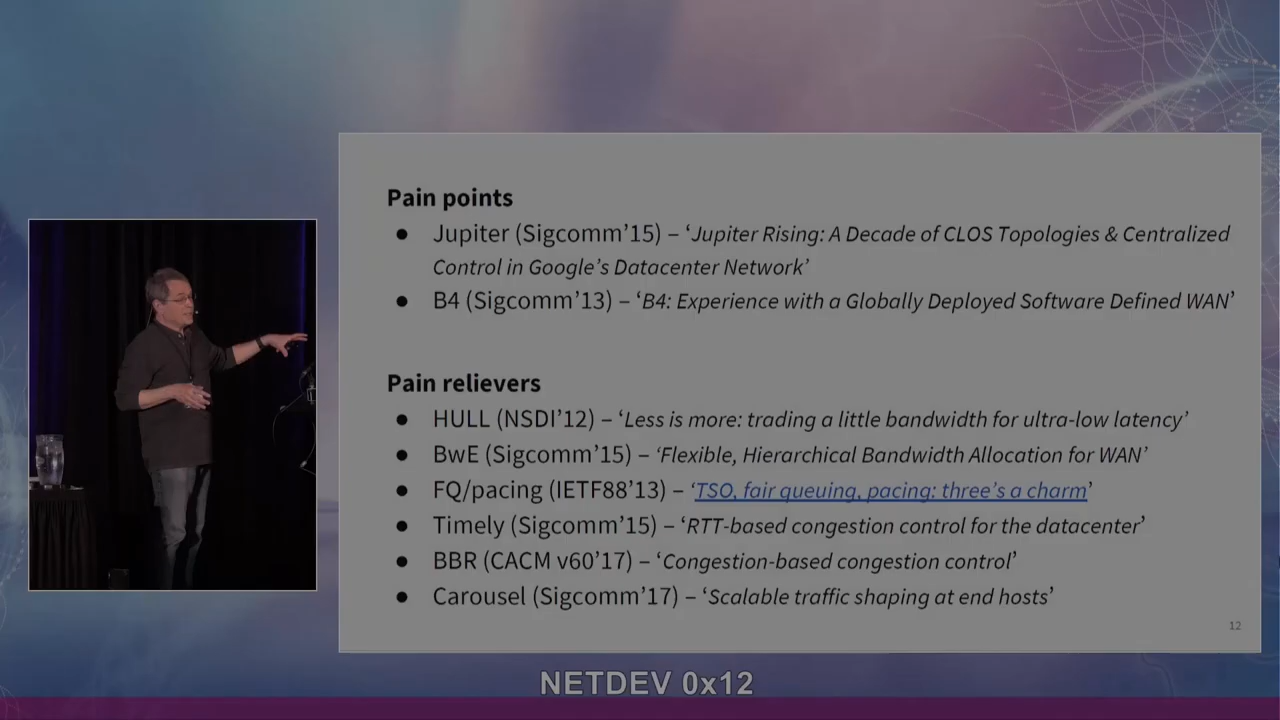 Pain points
● Jupiter (Sigcomm’15) – ‘Jupiter Rising: A Decade of CLOS Topologies & Centralized
Control in Google’s Datacenter Network’
● B4 (Sigcomm’13) – ‘B4: Experience with a Globally Deployed Software Defined WAN’
Pain relievers
● HULL (NSDI’12) – ‘Less is more: trading a little bandwidth for ultra-low latency’
● BwE (Sigcomm’15) – ‘Flexible, Hierarchical Bandwidth Allocation for WAN’
● FQ/pacing (IETF88’13) – ‘TSO, fair queuing, pacing: three’s a charm’
● Timely (Sigcomm’15) – ‘RTT-based congestion control for the datacenter’
● BBR (CACM v60’17) – ‘Congestion-based congestion control’
● Carousel (Sigcomm’17) – ‘Scalable traffic shaping at end hosts’
12
NETDEV 0x12